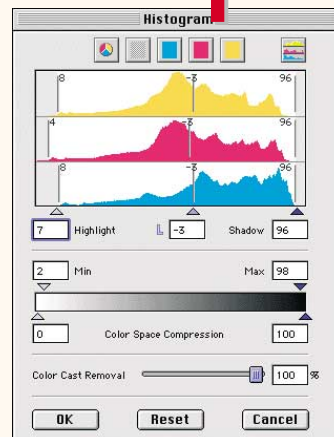 Histogram
8 -3 96
4 -3 96
8 -3 96
7 Highlight L -3 Shadow 96
2 Min Max 98
0 Color Space Compression 100
Color Cast Removal 100 %
OK Reset Cancel